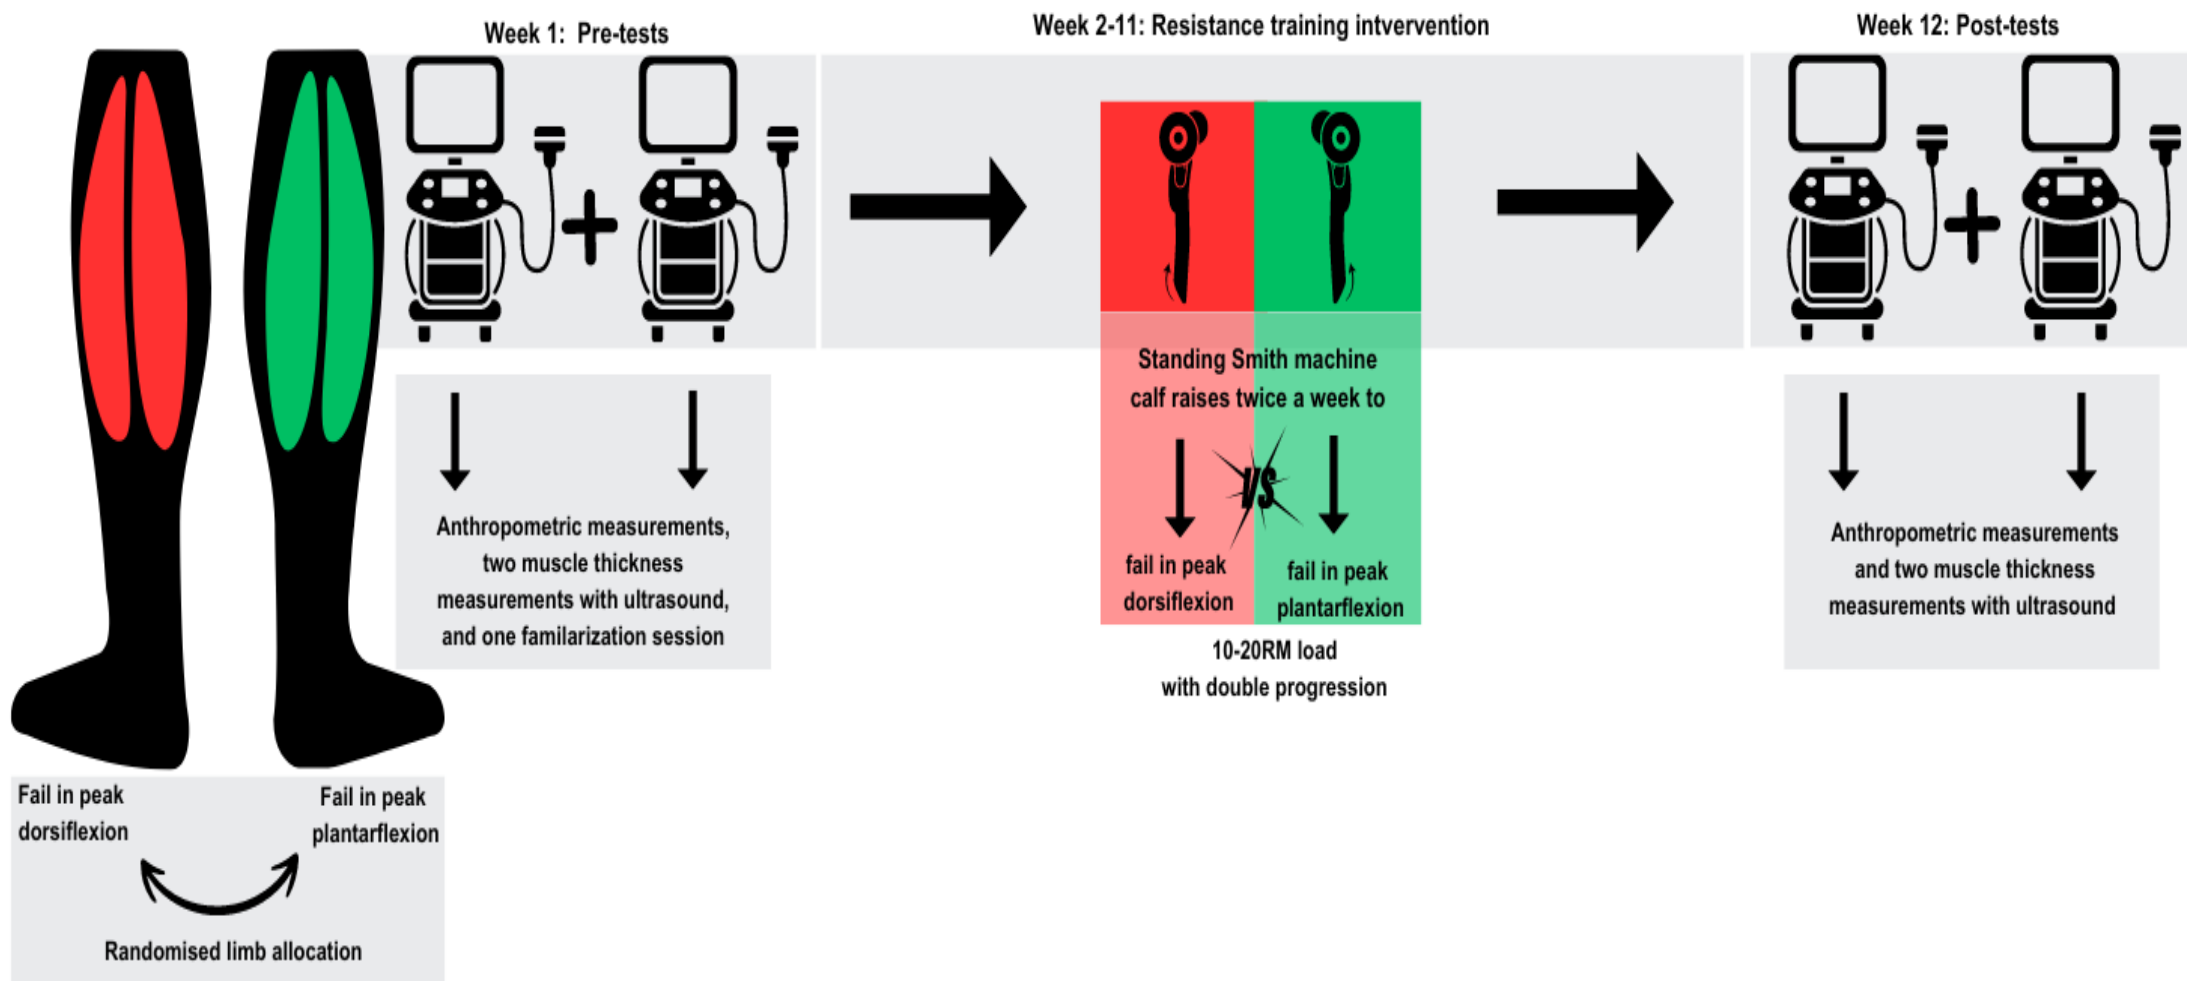 Week 1: Pre-tests
Week 2-11: Resistance training intvervention
Week 12: Post-tests
Anthropometric measurements,
two muscle thickness
measurements with ultrasound,
and one familarization session
Standing Smith machine
calf raises twice a week to
VS
fail in peak
dorsiflexion
fail in peak
plantarflexion
10-20RM load
with double progression
Anthropometric measurements
and two muscle thickness
measurements with ultrasound
Fail in peak
dorsiflexion
Fail in peak
plantarflexion
Randomised limb allocation